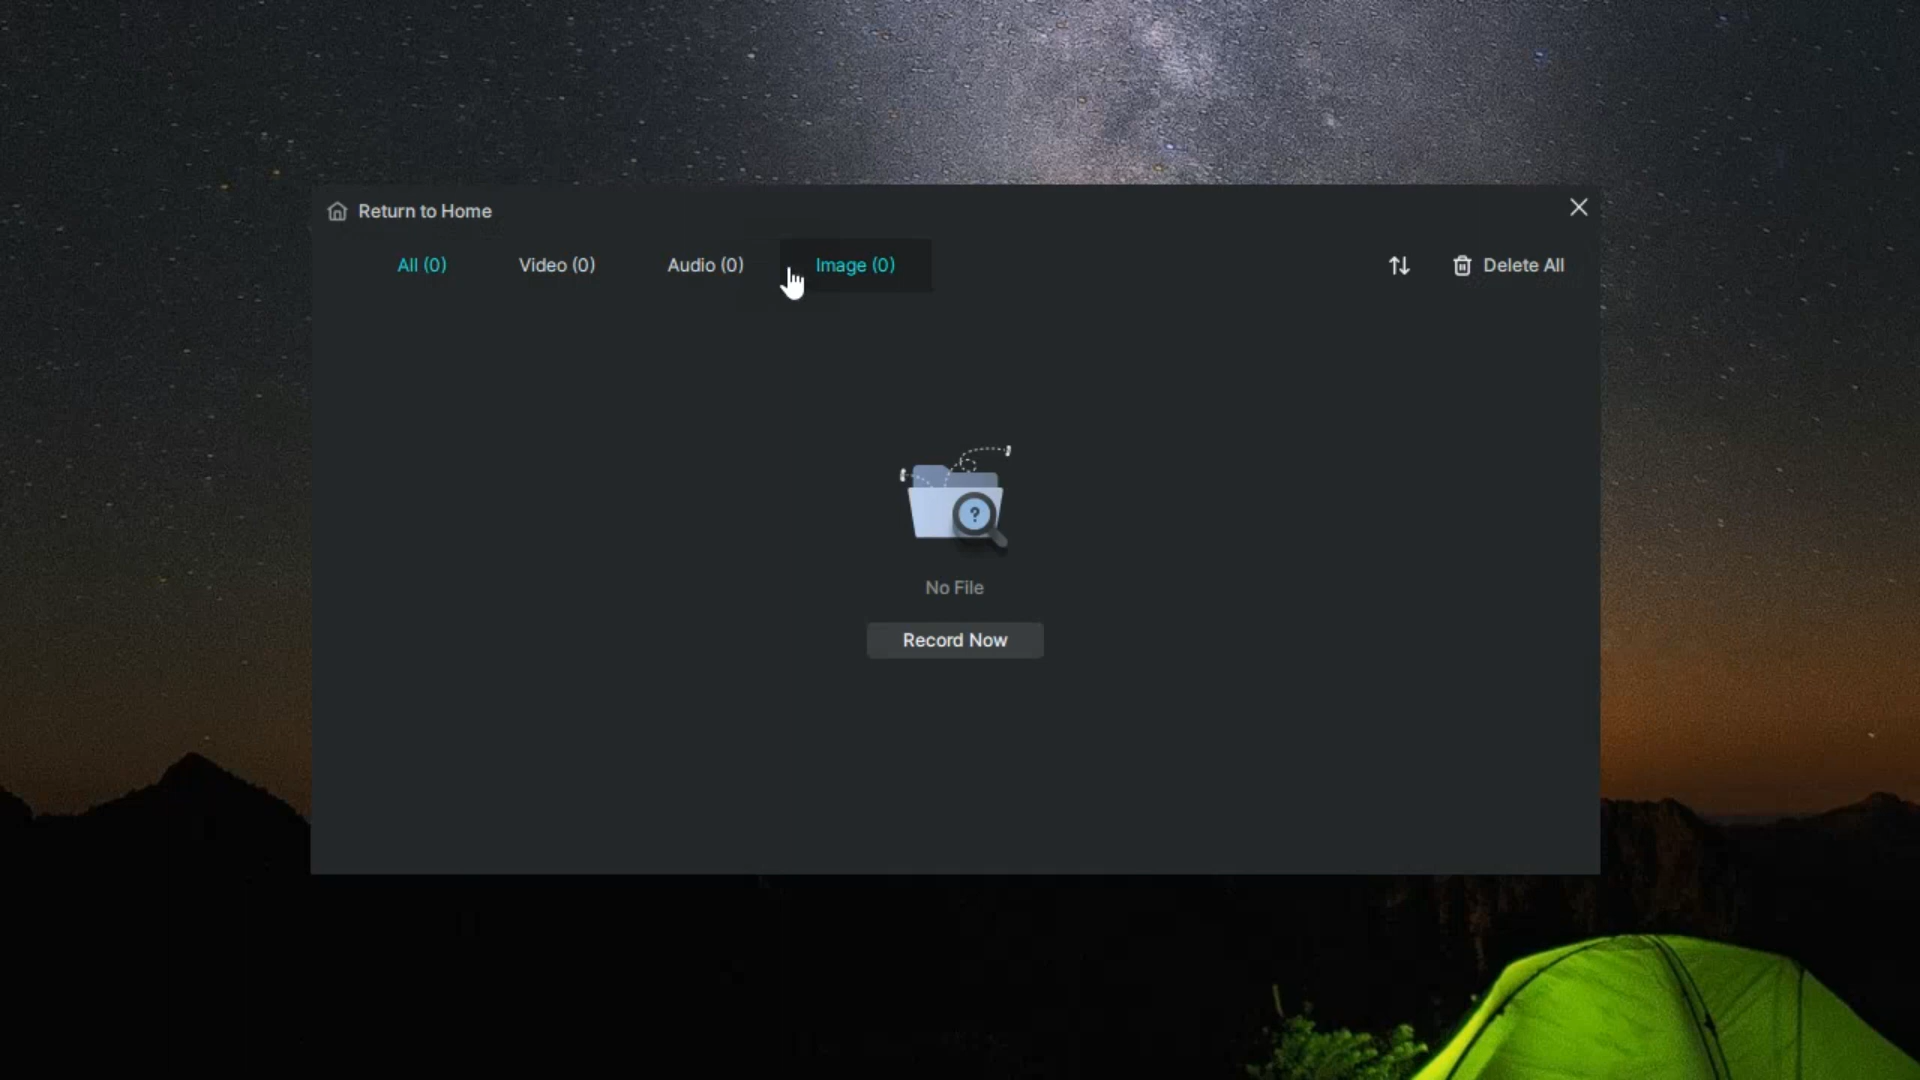 Return to Home
All (0) Video (0) Audio (0) Image (0) Delete All
?
No File
Record Now